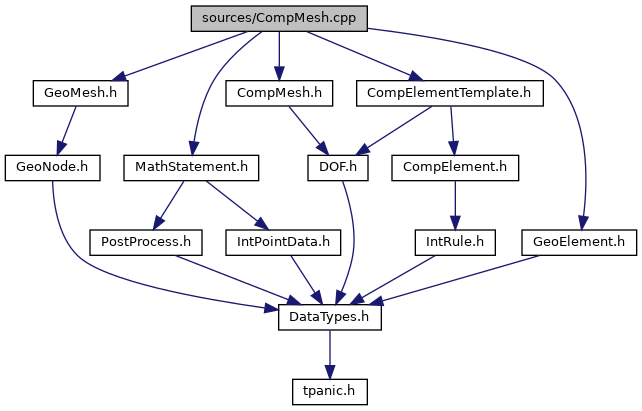 sources/CompMesh.cpp
GeoMesh.h
CompMesh.h
CompElementTemplate.h
GeoNode.h
MathStatement.h
DOF.h
CompElement.h
PostProcess.h
IntPointData.h
IntRule.h
GeoElement.h
DataTypes.h
tpanic.h